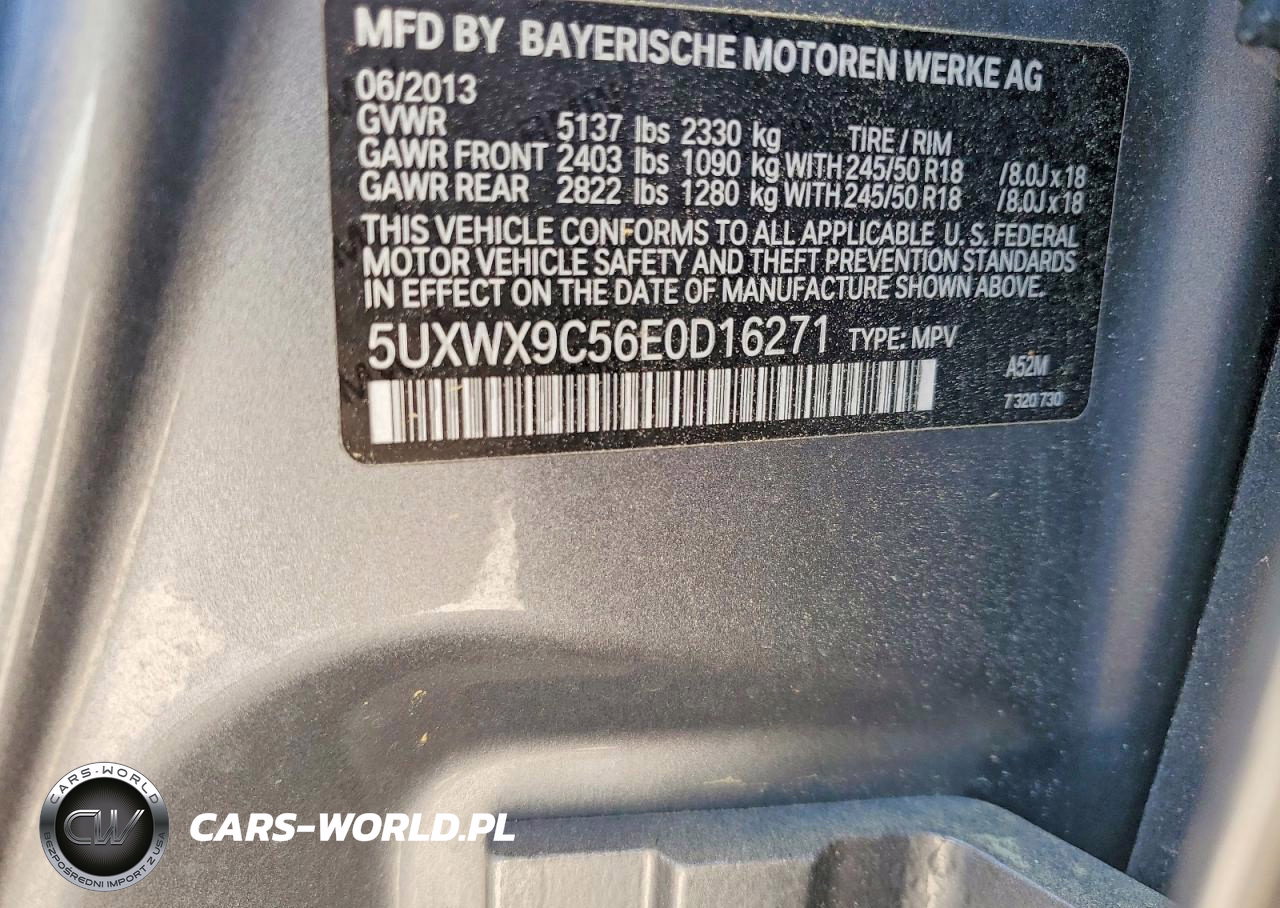 MFD BY BAYERISCHE MOTOREN WERKE AG
06/2013
GVWR 5137 lbs 2330 kg TIRE / RIM
GAWR FRONT 2403 lbs 1090 kg WITH 245/50 R18 /8.0J x 18
GAWR REAR 2822 lbs 1280 kg WITH 245/50 R18 /8.0J x 18
THIS VEHICLE CONFORMS TO ALL APPLICABLE U.S. FEDERAL
MOTOR VEHICLE SAFETY AND THEFT PREVENTION STANDARDS
IN EFFECT ON THE DATE OF MANUFACTURE SHOWN ABOVE.
5UXWX9C56E0D16271 TYPE: MPV
A52M
7 320 730
CARS-WORLD
CW
BEZPOŚREDNI IMPORT Z USA
CARS-WORLD.PL